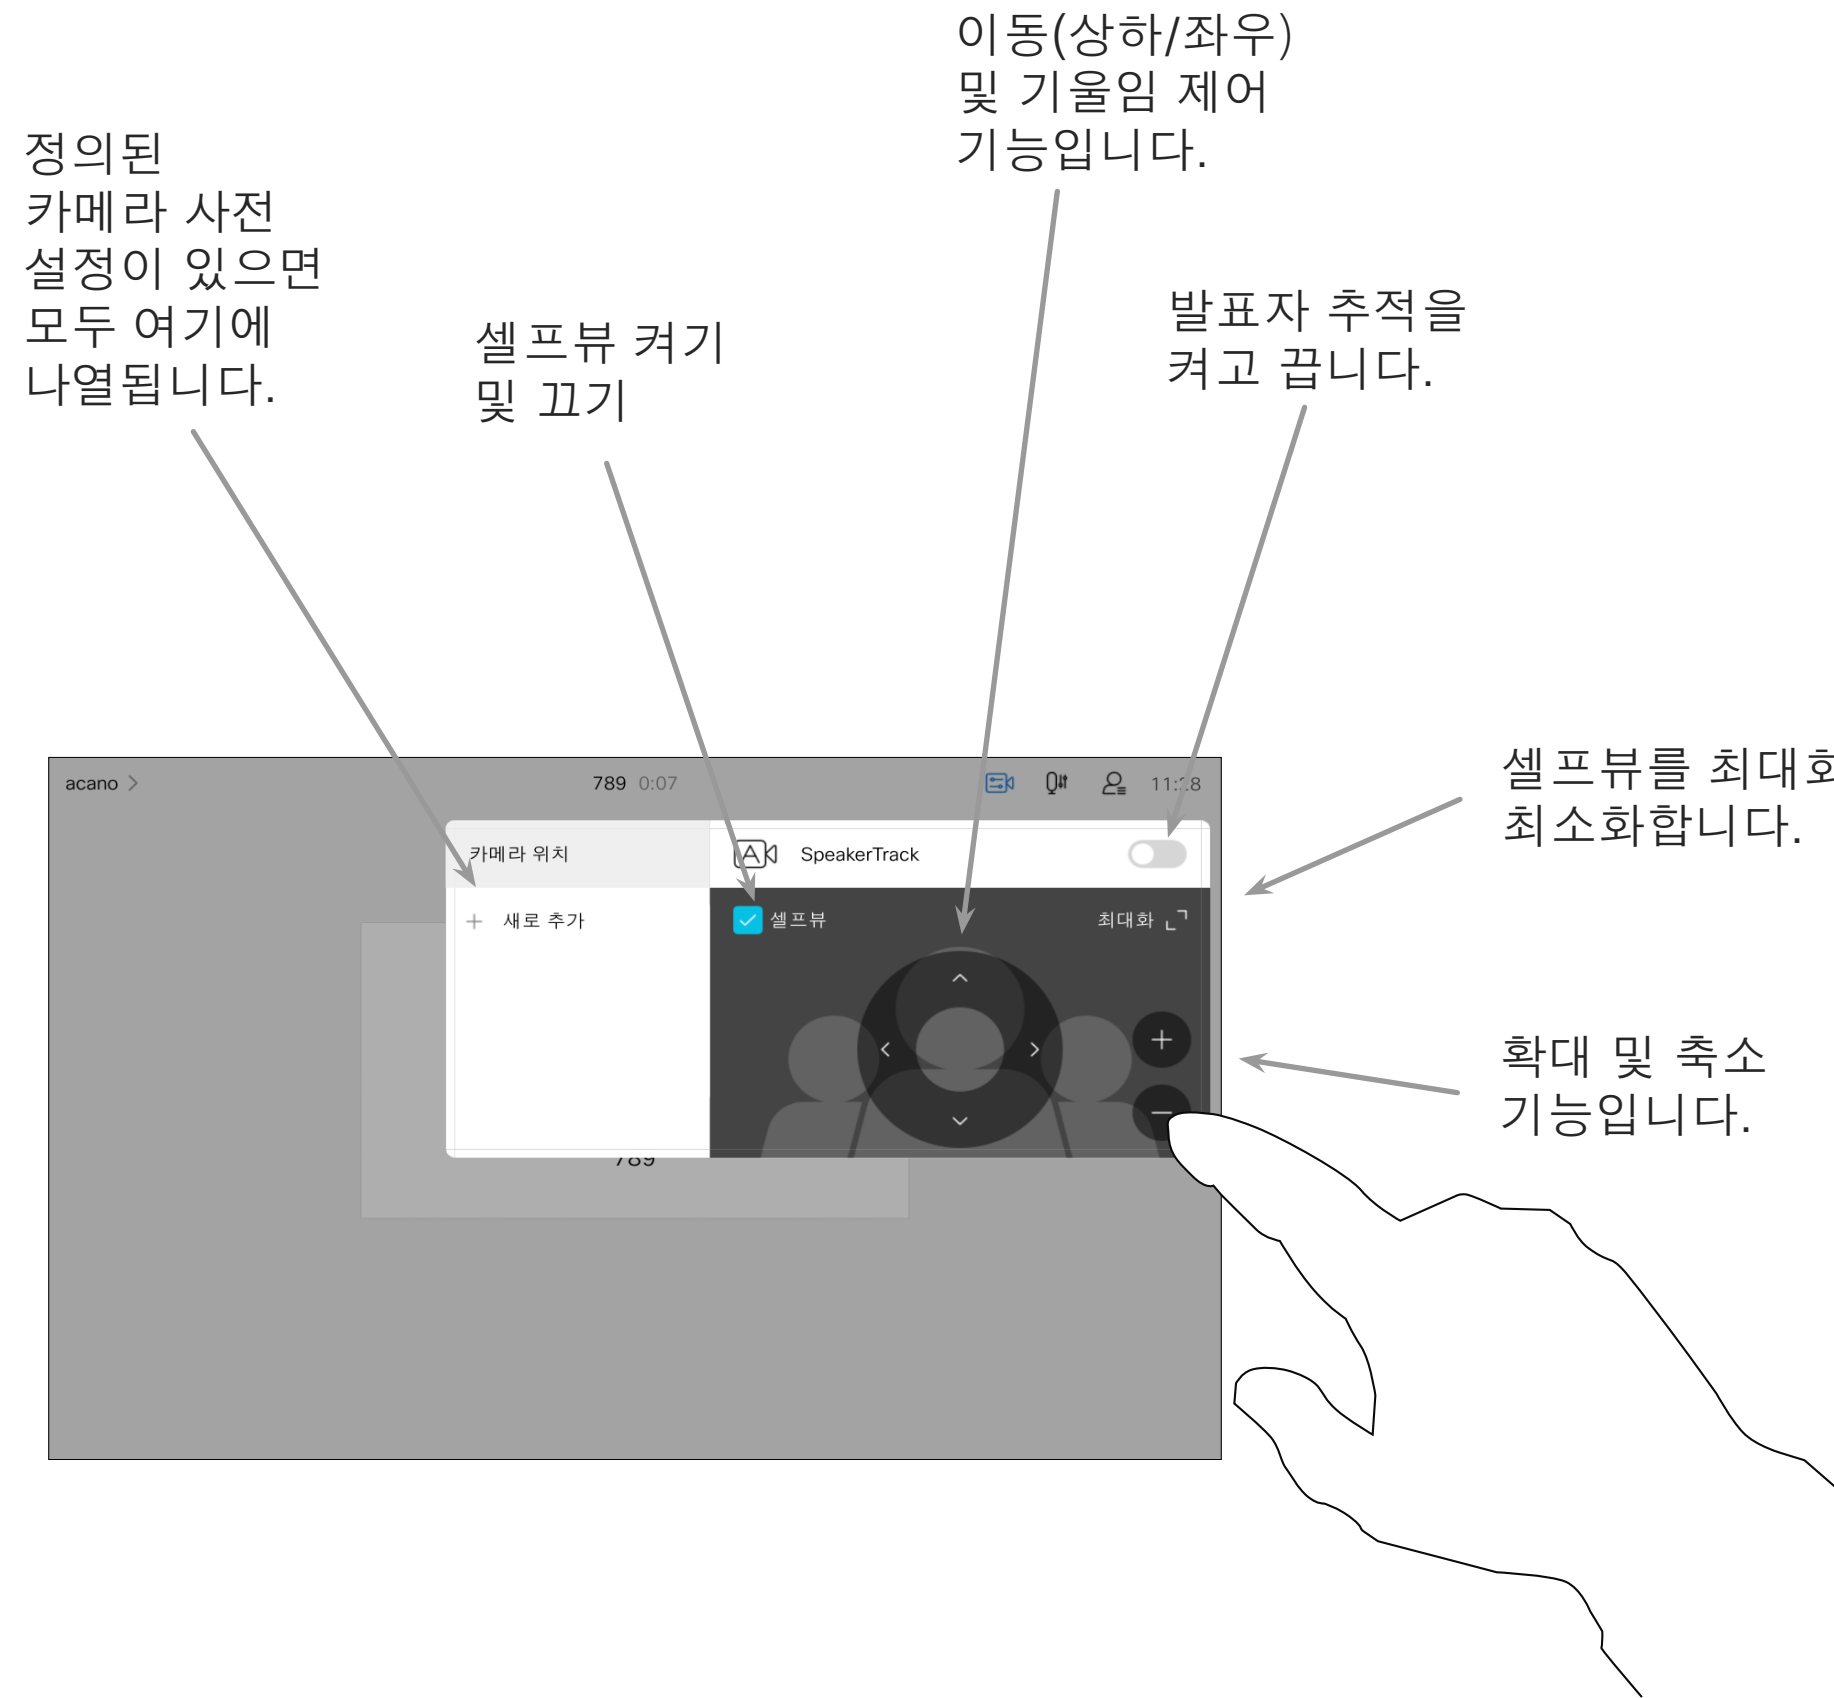 이동(상하/좌우)
및 기울임 제어
기능입니다.
정의된
카메라 사전
설정이 있으면
모두 여기에
나열됩니다.
셀프뷰 켜기
및 끄기
발표자 추적을
켜고 끕니다.
셀프뷰를
최소화합니다.
확대 및 축소
기능입니다.
acano
789 0:07
카메라 위치
SpeakerTrack
새로 추가
셀프뷰
최대화
789